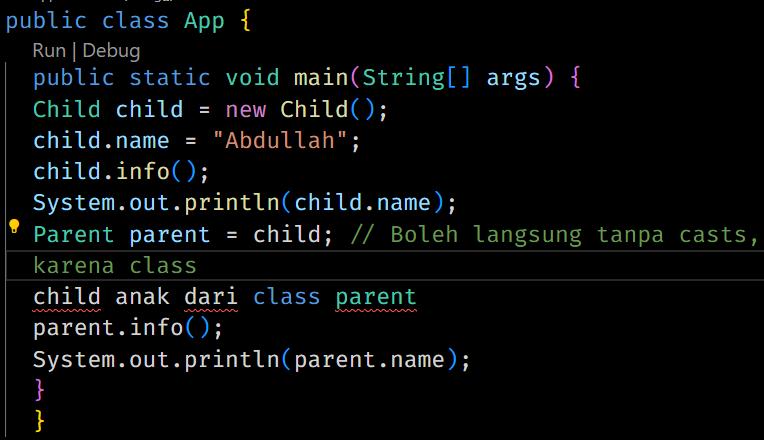 public class App {
Run | Debug
public static void main(String[] args) {
Child child = new Child();
child.name = "Abdullah";
child.info();
System.out.println(child.name);
Parent parent = child; // Boleh langsung tanpa casts,
karena class
child anak dari class parent
parent.info();
System.out.println(parent.name);
}
}